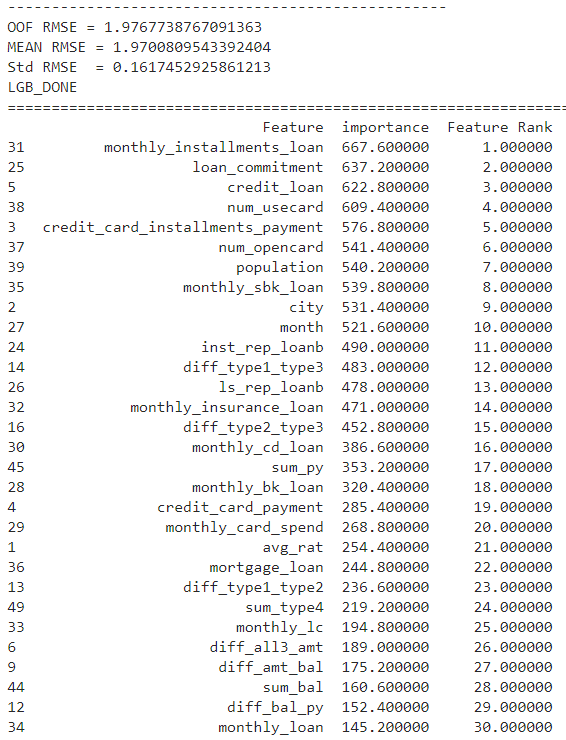 --------------------------------------------------
OOF RMSE = 1.9767738767091363
MEAN RMSE = 1.9700809543392404
Std RMSE  = 0.1617452925861213
LGB_DONE
================================================================
Feature importance Feature Rank
31 monthly_installments_loan 667.600000 1.000000
25 loan_commitment 637.200000 2.000000
5 credit_loan 622.800000 3.000000
38 num_usecard 609.400000 4.000000
3 credit_card_installments_payment 576.800000 5.000000
37 num_opencard 541.400000 6.000000
39 population 540.200000 7.000000
35 monthly_sbk_loan 539.800000 8.000000
2 city 531.400000 9.000000
27 month 521.600000 10.000000
24 inst_rep_loanb 490.000000 11.000000
14 diff_type1_type3 483.000000 12.000000
26 ls_rep_loanb 478.000000 13.000000
32 monthly_insurance_loan 471.000000 14.000000
16 diff_type2_type3 452.800000 15.000000
30 monthly_cd_loan 386.600000 16.000000
45 sum_py 353.200000 17.000000
28 monthly_bk_loan 320.400000 18.000000
4 credit_card_payment 285.400000 19.000000
29 monthly_card_spend 268.800000 20.000000
1 avg_rat 254.400000 21.000000
36 mortgage_loan 244.800000 22.000000
13 diff_type1_type2 236.600000 23.000000
49 sum_type4 219.200000 24.000000
33 monthly_lc 194.800000 25.000000
6 diff_all3_amt 189.000000 26.000000
9 diff_amt_bal 175.200000 27.000000
44 sum_bal 160.600000 28.000000
12 diff_bal_py 152.400000 29.000000
34 monthly_loan 145.200000 30.000000